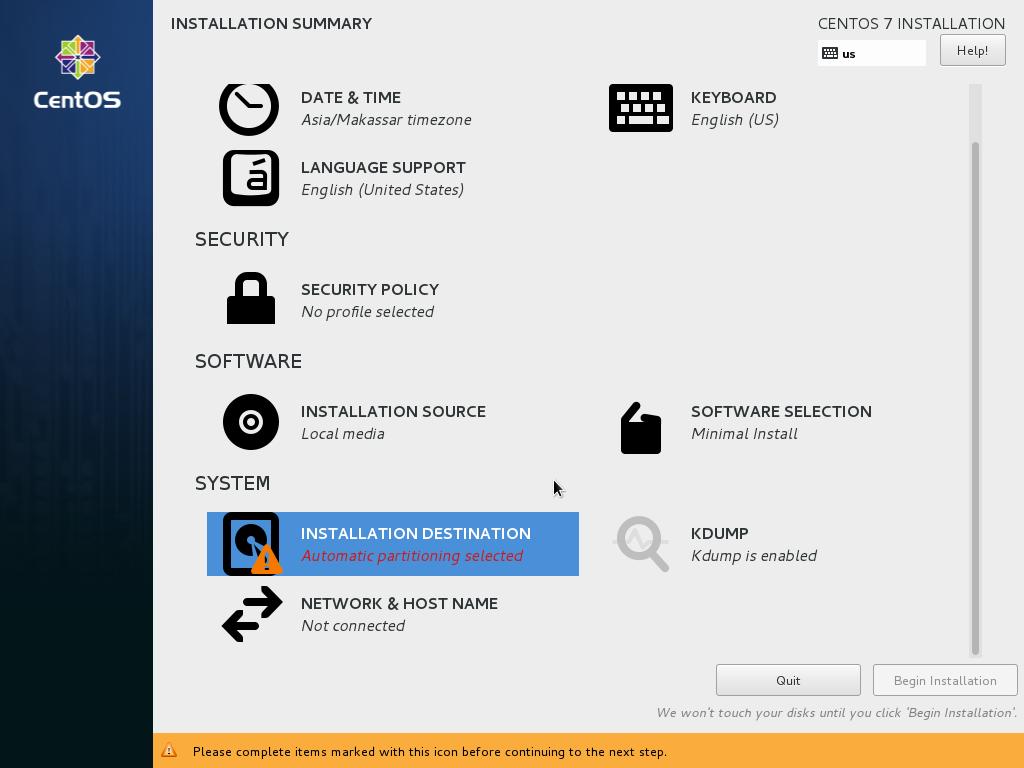 INSTALLATION SUMMARY
CENTOS 7 INSTALLATION
us
Help!
CentOS
DATE & TIME
Asia/Makassar timezone
KEYBOARD
English (US)
LANGUAGE SUPPORT
English (United States)
SECURITY
SECURITY POLICY
No profile selected
SOFTWARE
INSTALLATION SOURCE
Local media
SOFTWARE SELECTION
Minimal Install
SYSTEM
INSTALLATION DESTINATION
Automatic partitioning selected
KDUMP
Kdump is enabled
NETWORK & HOST NAME
Not connected
Quit
Begin Installation
We won't touch your disks until you click 'Begin Installation'.
Please complete items marked with this icon before continuing to the next step.